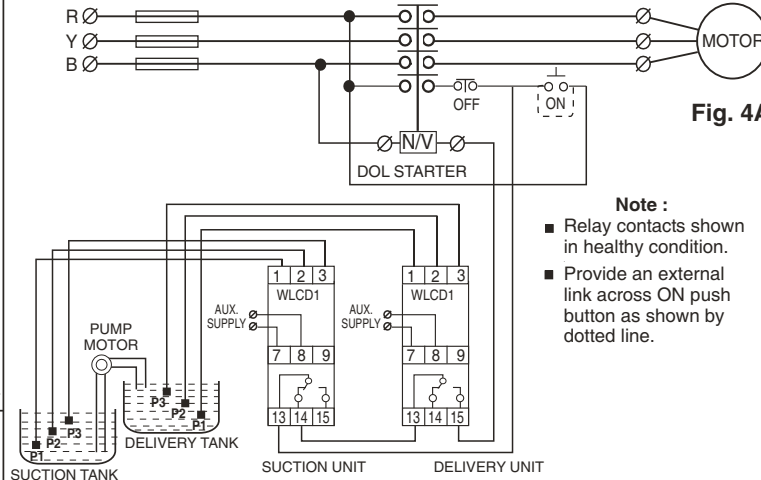 R
Y
B
MOTOR
OFF
ON
Fig. 4A
N/V
DOL STARTER
Note :
Relay contacts shown
in healthy condition.
Provide an external
link across ON push
button as shown by
dotted line.
1 2 3
WLCD1
AUX.
SUPPLY
7 8 9
13 14 15
SUCTION UNIT
1 2 3
WLCD1
AUX.
SUPPLY
7 8 9
13 14 15
DELIVERY UNIT
PUMP
MOTOR
P3
P2
P1
DELIVERY TANK
P3
P2
P1
SUCTION TANK